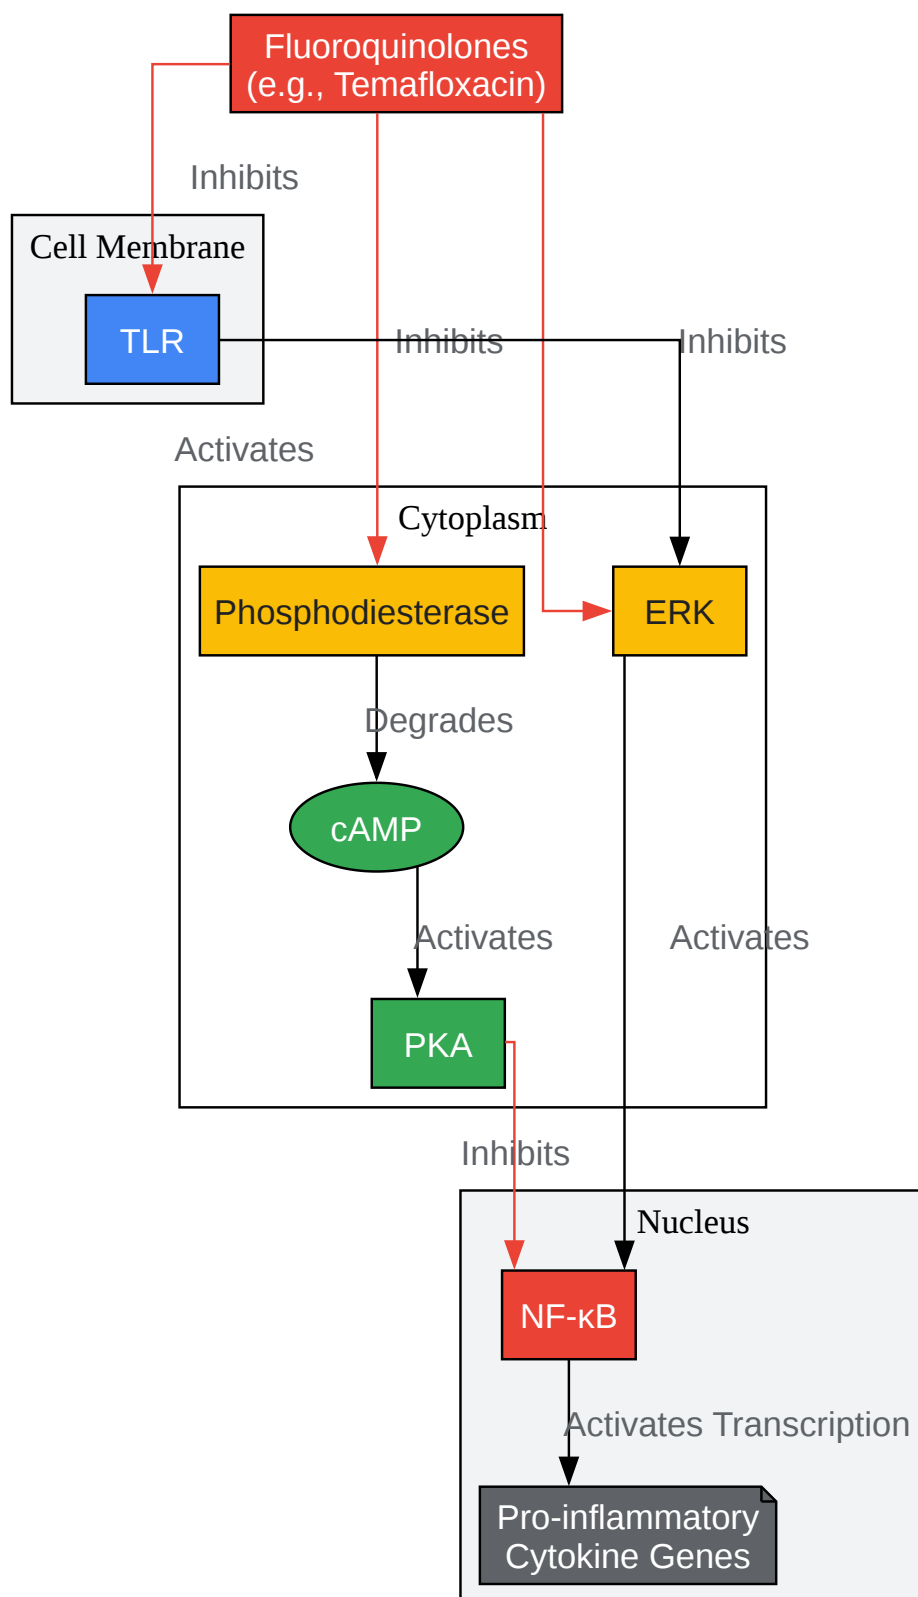 Fluoroquinolones
(e.g., Temafloxacin)
Inhibits
Cell Membrane
TLR
Inhibits
Inhibits
Activates
Cytoplasm
Phosphodiesterase
ERK
Degrades
cAMP
Activates
Activates
PKA
Inhibits
Nucleus
NF-κB
Activates Transcription
Pro-inflammatory
Cytokine Genes